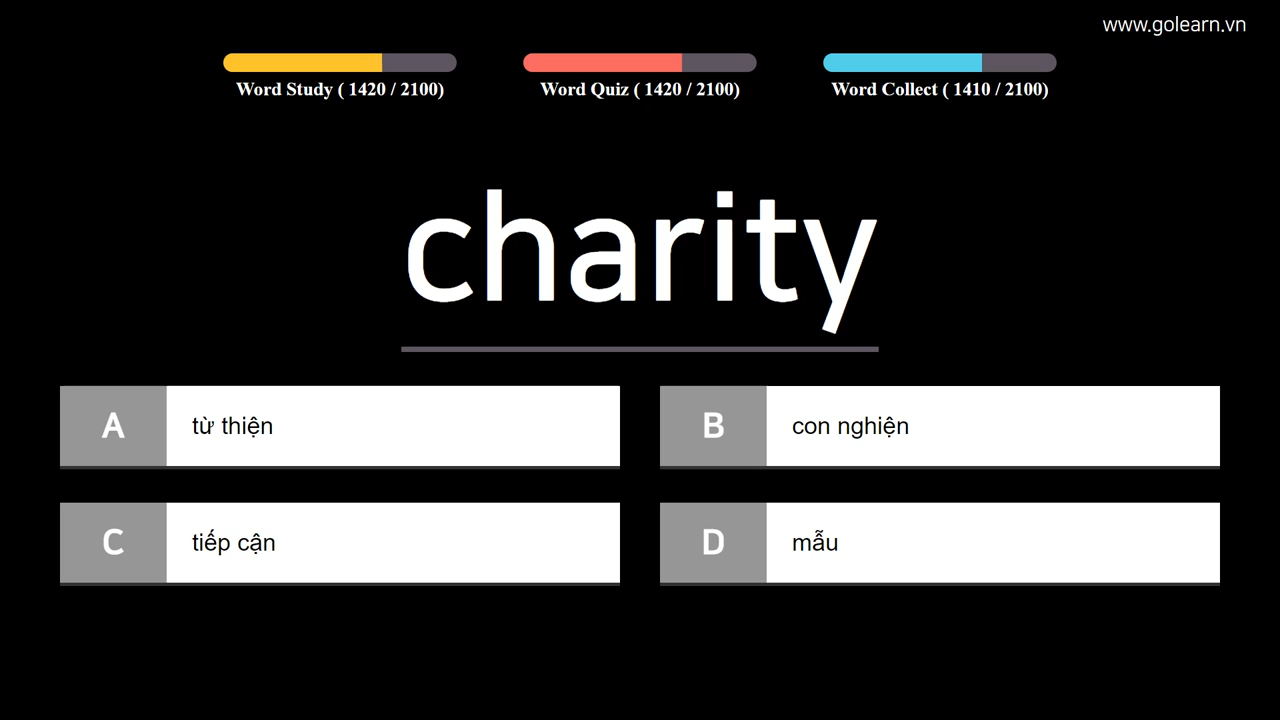 www.golearn.vn
Word Study ( 1420 / 2100)
Word Quiz ( 1420 / 2100)
Word Collect ( 1410 / 2100)
charity
A từ thiện
B con nghiện
C tiếp cận
D mẫu